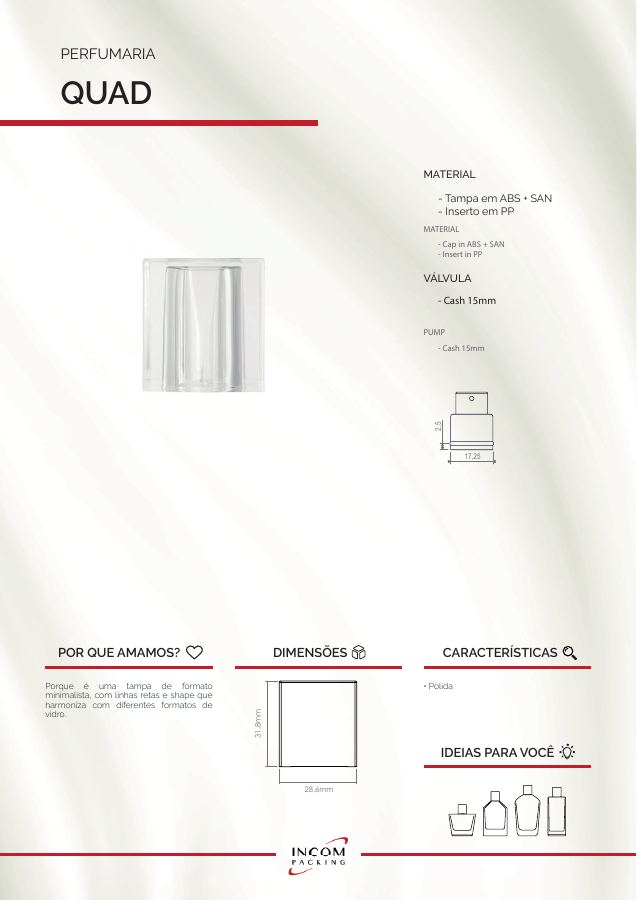 PERFUMARIA
QUAD
MATERIAL
- Tampa em ABS + SAN
- Inserto em PP
MATERIAL
- Cap in ABS + SAN
- Insert in PP
VÁLVULA
- Cash 15mm
PUMP
- Cash 15mm
2,5
17,25
POR QUE AMAMOS?
Porque é uma tampa de formato
minimalista, com linhas retas e shape que
harmoniza com diferentes formatos de
vidro.
DIMENSÕES
31,8mm
28,6mm
CARACTERÍSTICAS
• Polida
IDEIAS PARA VOCÊ
INCOM
PACKING